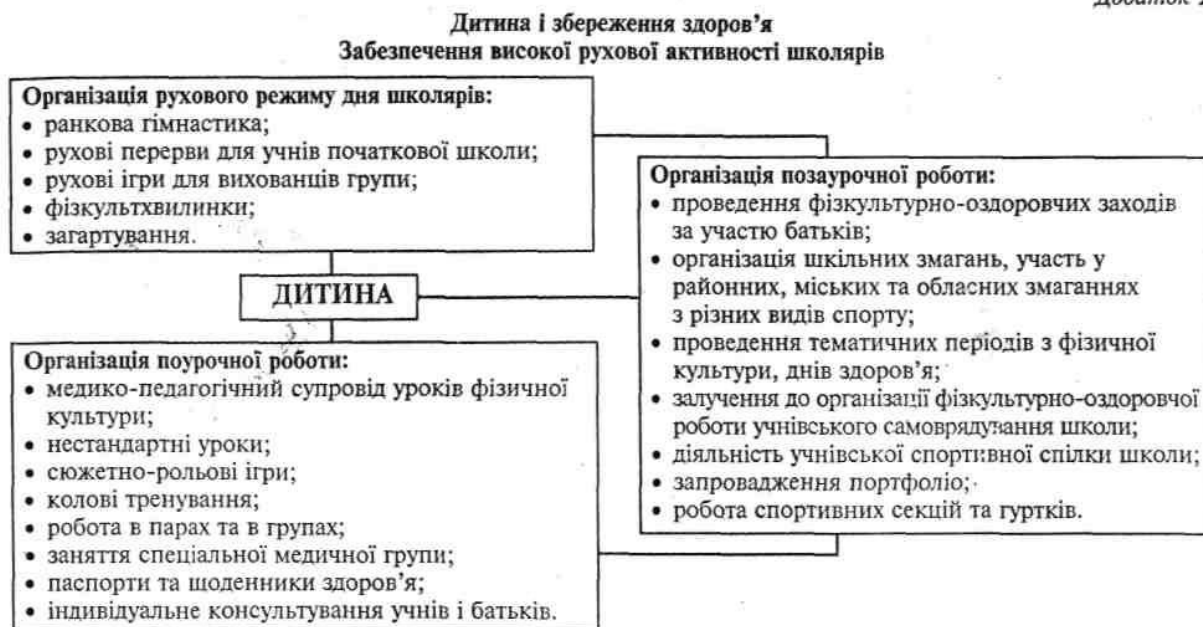 Додаток
Дитина і збереження здоров’я
Забезпечення високої рухової активності школярів
Організація рухового режиму дня школярів:
• ранкова гімнастика;
• рухові перерви для учнів початкової школи;
• рухові ігри для вихованців групи;
• фізкультхвилинки;
• загартування.
ДИТИНА
Організація поурочної роботи:
• медико-педагогічний супровід уроків фізичної
культури;
• нестандартні уроки;
• сюжетно-рольові ігри;
• колові тренування;
• робота в парах та в групах;
• заняття спеціальної медичної групи;
• паспорти та щоденники здоров’я;
• індивідуальне консультування учнів і батьків.
Організація позаурочної роботи:
• проведення фізкультурно-оздоровчих заходів
за участю батьків;
• організація шкільних змагань, участь у
районних, міських та обласних змаганнях
з різних видів спорту;
• проведення тематичних періодів з фізичної
культури, днів здоров’я;
• залучення до організації фізкультурно-оздоровчої
роботи учнівського самоврядування школи;
• діяльність учнівської спортивної спілки школи;
• запровадження портфоліо;
• робота спортивних секцій та гуртків.